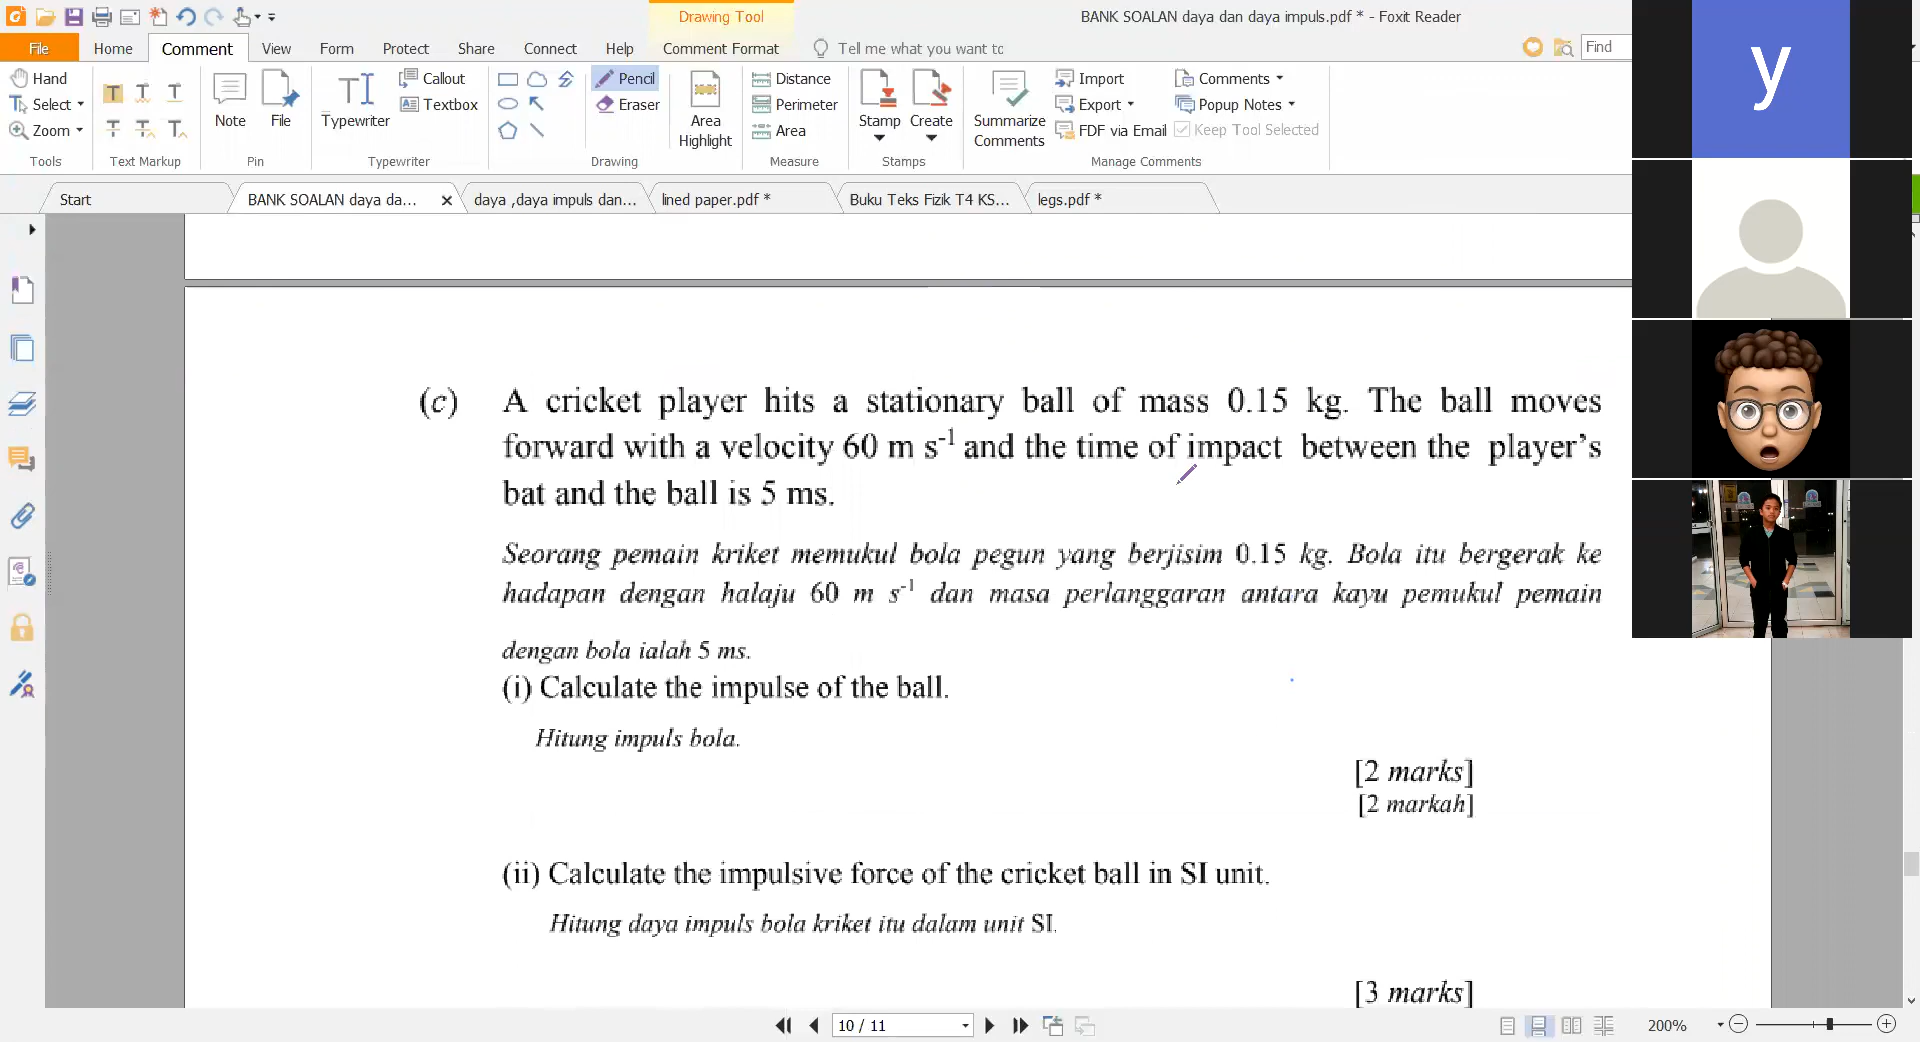 Drawing Tool
BANK SOALAN daya dan daya impuls.pdf * - Foxit Reader
File
Home
Comment
View
Form
Protect
Share
Connect
Help
Comment Format
Tell me what you want to
Find
Hand
Select
Zoom
Tools
Text Markup
Note
File
Pin
Typewriter
Callout
Textbox
Typewriter
Pencil
Eraser
Drawing
Area
Highlight
Distance
Perimeter
Area
Measure
Stamp
Create
Stamps
Summarize
Comments
Import
Export
FDF via Email
Comments
Popup Notes
Keep Tool Selected
Manage Comments
Start
BANK SOALAN daya da...
daya ,daya impuls dan...
lined paper.pdf *
Buku Teks Fizik T4 KS...
legs.pdf *
y
(c) A cricket player hits a stationary ball of mass 0.15 kg. The ball moves
forward with a velocity 60 m s⁻¹ and the time of impact between the player’s
bat and the ball is 5 ms.
Seorang pemain kriket memukul bola pegun yang berjisim 0.15 kg. Bola itu bergerak ke
hadapan dengan halaju 60 m s⁻¹ dan masa perlanggaran antara kayu pemukul pemain
dengan bola ialah 5 ms.
(i) Calculate the impulse of the ball.
Hitung impuls bola.
[2 marks]
[2 markah]
(ii) Calculate the impulsive force of the cricket ball in SI unit.
Hitung daya impuls bola kriket itu dalam unit SI.
[3 marks]
10 / 11
200%